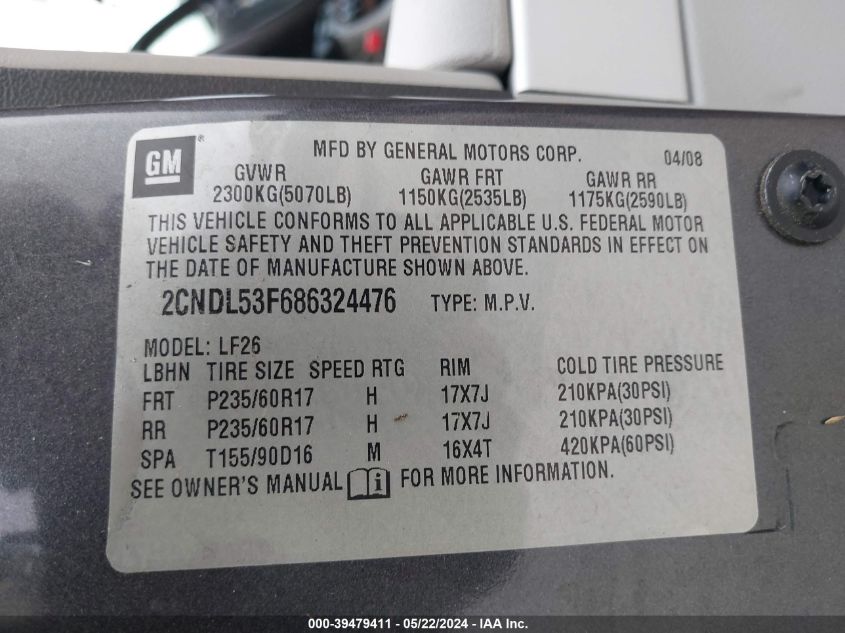 GM ® MFD BY GENERAL MOTORS CORP. 04/08
GVWR GAWR FRT GAWR RR
2300KG(5070LB) 1150KG(2535LB) 1175KG(2590LB)
THIS VEHICLE CONFORMS TO ALL APPLICABLE U.S. FEDERAL MOTOR
VEHICLE SAFETY AND THEFT PREVENTION STANDARDS IN EFFECT ON
THE DATE OF MANUFACTURE SHOWN ABOVE.
2CNDL53F686324476 TYPE: M.P.V.
MODEL: LF26
LBHN TIRE SIZE SPEED RTG RIM COLD TIRE PRESSURE
FRT P235/60R17 H 17X7J 210KPA(30PSI)
RR P235/60R17 H 17X7J 210KPA(30PSI)
SPA T155/90D16 M 16X4T 420KPA(60PSI)
SEE OWNER'S MANUAL i FOR MORE INFORMATION.
000-39479411 - 05/22/2024 - IAA Inc.